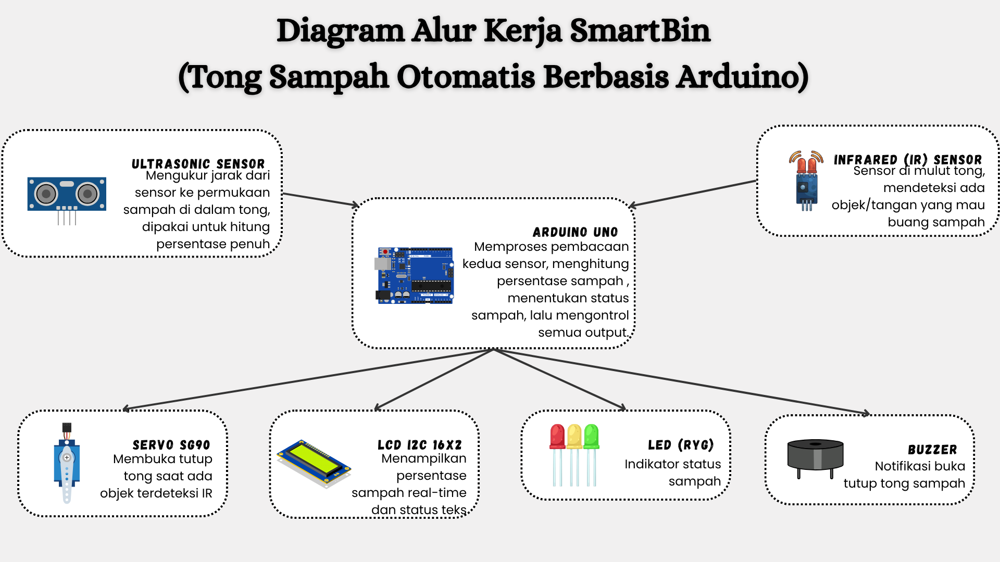 Diagram Alur Kerja SmartBin
(Tong Sampah Otomatis Berbasis Arduino)
ULTRASONIC SENSOR
Mengukur jarak dari
sensor ke permukaan
sampah di dalam tong,
dipakai untuk hitung
persentase penuh
INFRARED (IR) SENSOR
Sensor di mulut tong,
mendeteksi ada
objek/tangan yang mau
buang sampah
ARDUINO UNO
Memproses pembacaan
kedua sensor, menghitung
persentase sampah ,
menentukan status
sampah, lalu mengontrol
semua output.
SERVO SG90
Membuka tutup
tong saat ada
objek terdeteksi IR
LCD I2C 16X2
Menampilkan
persentase
sampah real-time
dan status teks
LED (RYG)
Indikator status
sampah
BUZZER
Notifikasi buka
tutup tong sampah